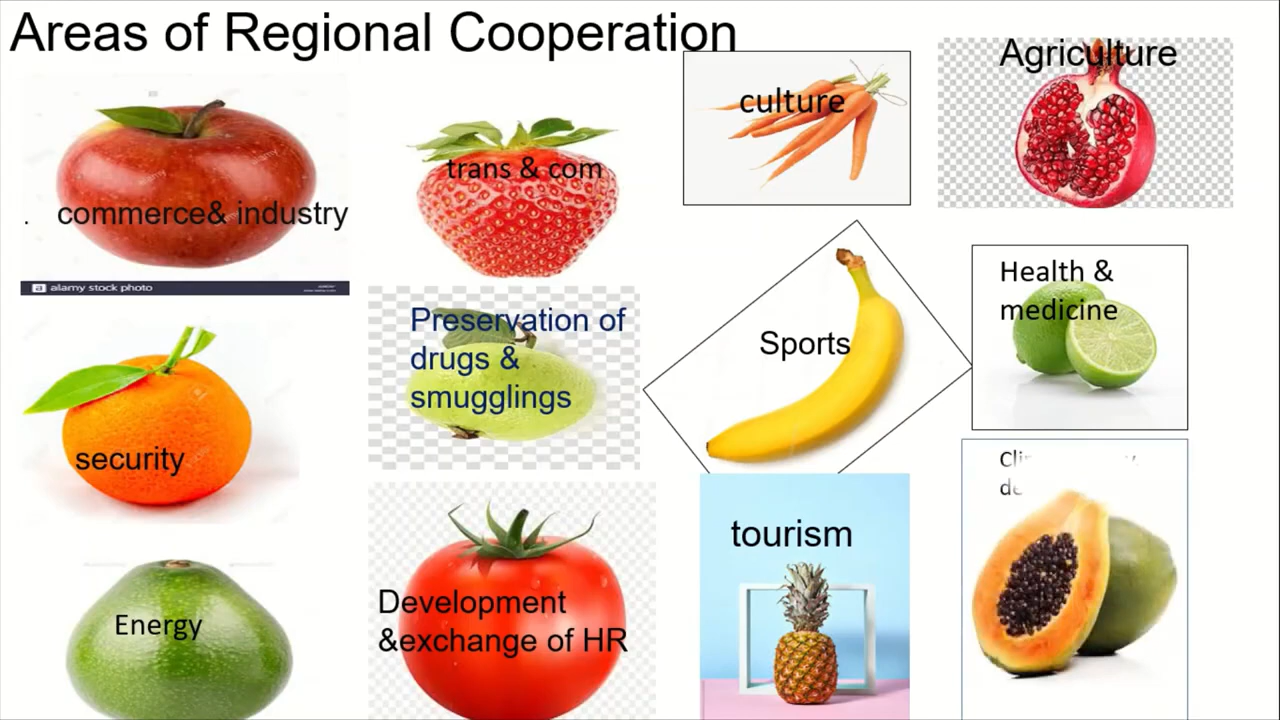 Areas of Regional Cooperation
. commerce& industry
alamy stock photo
trans & com
culture
Agriculture
security
Preservation of
drugs &
smugglings
Sports
Health &
medicine
Energy
Development
&exchange of HR
tourism